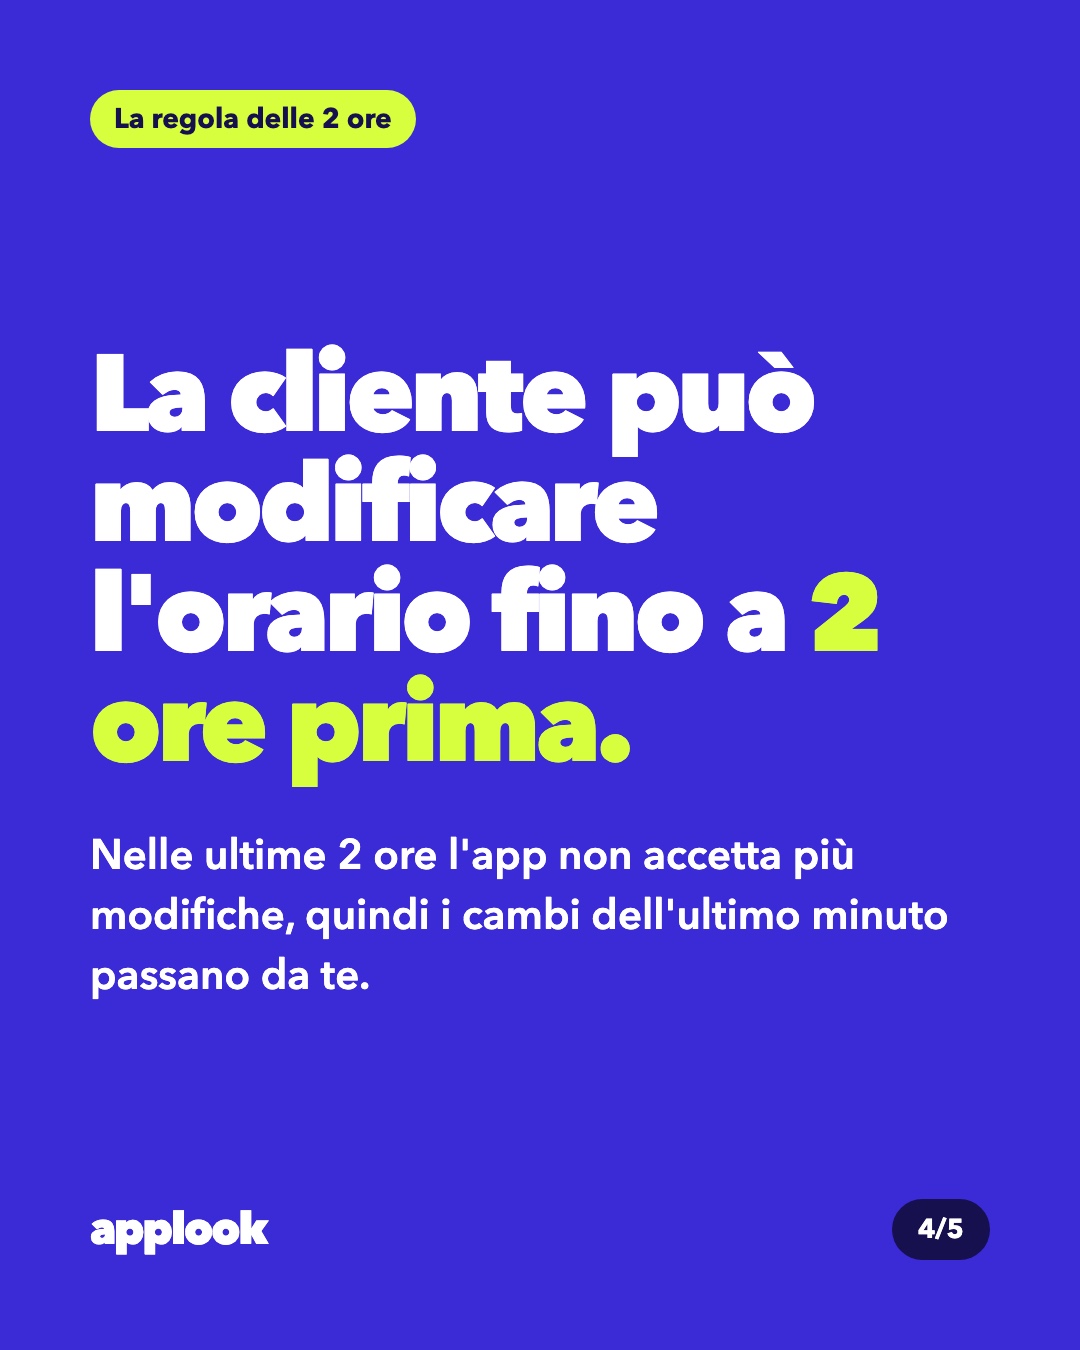 La regola delle 2 ore
La cliente può
modificare
l'orario fino a 2
ore prima.
Nelle ultime 2 ore l'app non accetta più
modifiche, quindi i cambi dell'ultimo minuto
passano da te.
applook
4/5